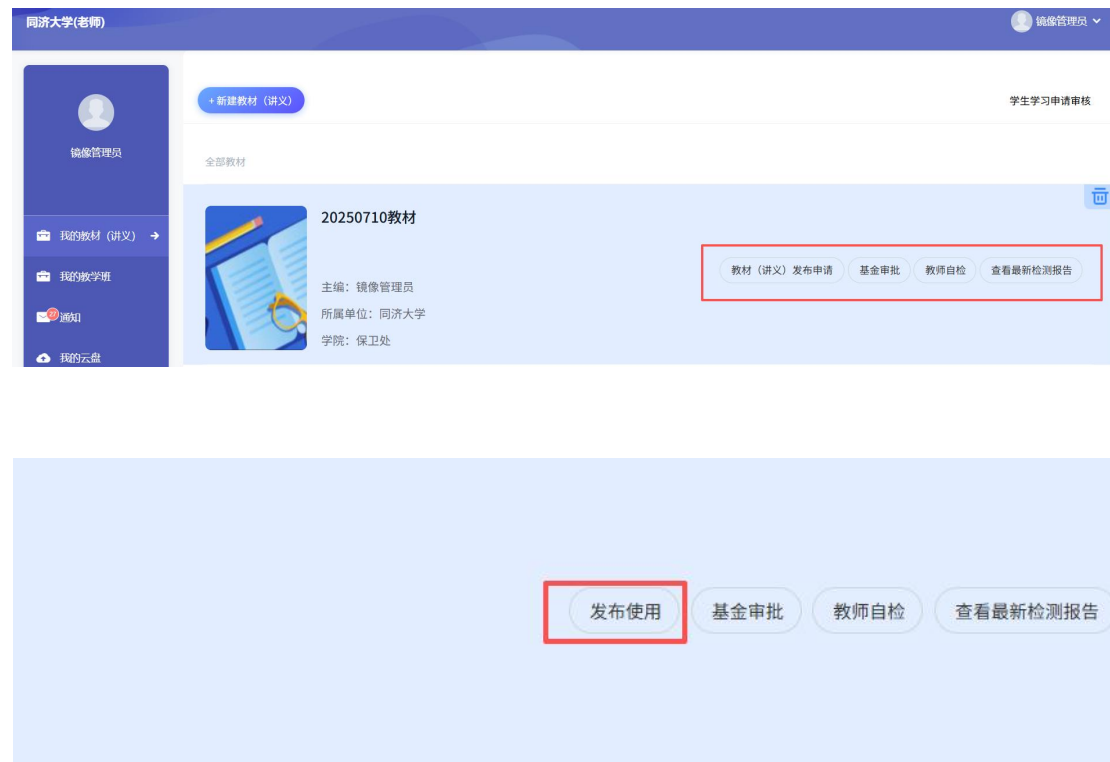 同济大学(老师)
镜像管理员
镜像管理员
+新建教材（讲义）
学生学习申请审核
全部教材
我的教材（讲义）
我的教学班
27
通知
我的云盘
20250710教材
主编：镜像管理员
所属单位：同济大学
学院：保卫处
教材（讲义）发布申请 基金审批 教师自检 查看最新检测报告
发布使用 基金审批 教师自检 查看最新检测报告